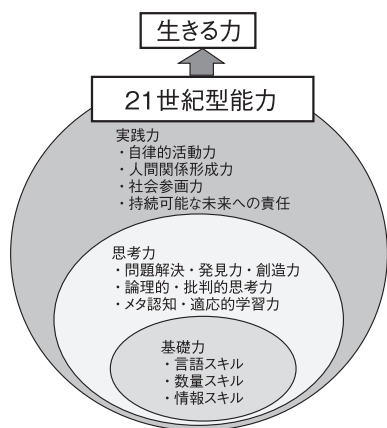 生きる力
21世紀型能力
実践力
・自律的活動力
・人間関係形成力
・社会参画力
・持続可能な未来への責任
思考力
・問題解決・発見力・創造力
・論理的・批判的思考力
・メタ認知・適応的学習力
基礎力
・言語スキル
・数量スキル
・情報スキル